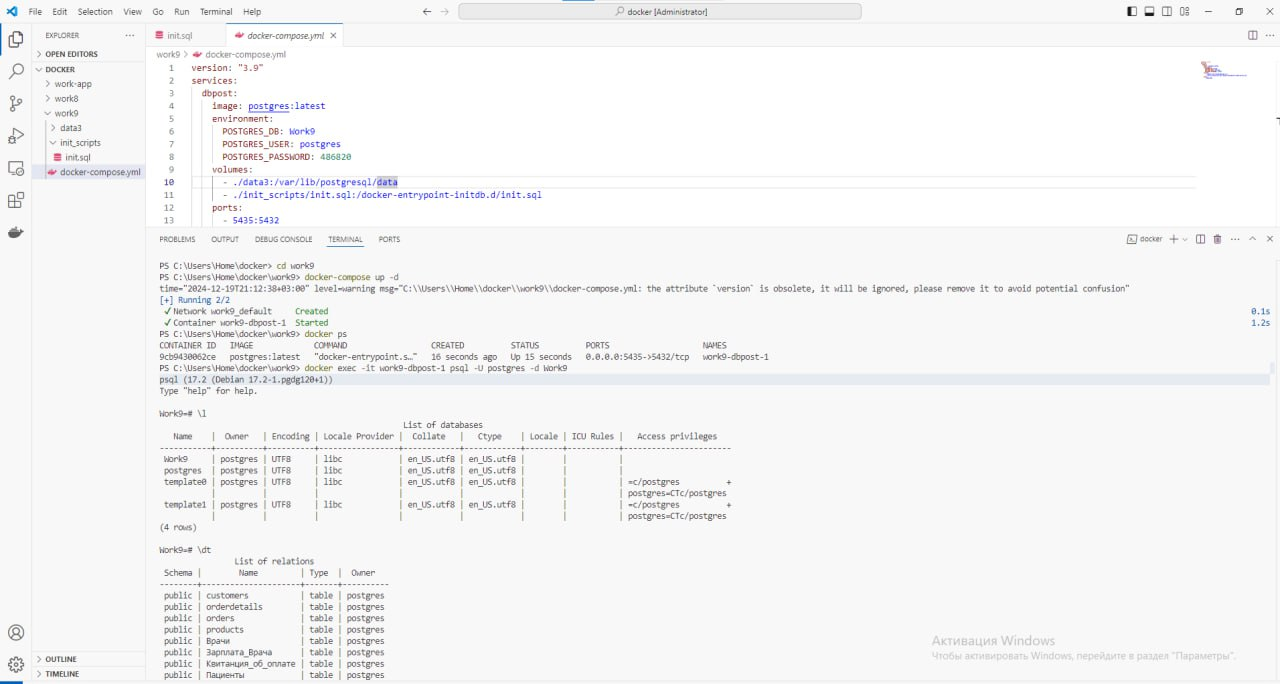 File Edit Selection View Go Run Terminal Help
docker [Administrator]
EXPLORER
OPEN EDITORS
DOCKER
work-app
work8
work9
data3
init_scripts
init.sql
docker-compose.yml
OUTLINE
TIMELINE
init.sql docker-compose.yml
work9 > docker-compose.yml
1 version: "3.9"
2 services:
3 dbpost:
4 image: postgres:latest
5 environment:
6 POSTGRES_DB: Work9
7 POSTGRES_USER: postgres
8 POSTGRES_PASSWORD: 486820
9 volumes:
10 - ./data3:/var/lib/postgresql/data
11 - ./init_scripts/init.sql:/docker-entrypoint-initdb.d/init.sql
12 ports:
13 - 5435:5432
PROBLEMS OUTPUT DEBUG CONSOLE TERMINAL PORTS
docker
PS C:\Users\Home\docker> cd work9
PS C:\Users\Home\docker\work9> docker-compose up -d
time="2024-12-19T21:12:38+03:00" level=warning msg="C:\\Users\\Home\\docker\\work9\\docker-compose.yml: the attribute `version` is obsolete, it will be ignored, please remove it to avoid potential confusion"
[+] Running 2/2
✓ Network work9_default Created 0.1s
✓ Container work9-dbpost-1 Started 1.2s
PS C:\Users\Home\docker\work9> docker ps
CONTAINER ID IMAGE COMMAND CREATED STATUS PORTS NAMES
9cb9430062ce postgres:latest "docker-entrypoint.s…" 16 seconds ago Up 15 seconds 0.0.0.0:5435->5432/tcp work9-dbpost-1
PS C:\Users\Home\docker\work9> docker exec -it work9-dbpost-1 psql -U postgres -d Work9
psql (17.2 (Debian 17.2-1.pgdg120+1))
Type "help" for help.
Work9=# \l
List of databases
Name | Owner | Encoding | Locale Provider | Collate | Ctype | Locale | ICU Rules | Access privileges
-----------+----------+----------+-----------------+------------+------------+--------+-----------+-----------------------
Work9 | postgres | UTF8 | libc | en_US.utf8 | en_US.utf8 | | |
postgres | postgres | UTF8 | libc | en_US.utf8 | en_US.utf8 | | |
template0 | postgres | UTF8 | libc | en_US.utf8 | en_US.utf8 | | | =c/postgres +
| | | | | | | | postgres=CTc/postgres
template1 | postgres | UTF8 | libc | en_US.utf8 | en_US.utf8 | | | =c/postgres +
| | | | | | | | postgres=CTc/postgres
(4 rows)
Work9=# \dt
List of relations
Schema | Name | Type | Owner
--------+---------------------+-------+----------
public | customers | table | postgres
public | orderdetails | table | postgres
public | orders | table | postgres
public | products | table | postgres
public | Врачи | table | postgres
public | Зарплата_Врача | table | postgres
public | Квитанция_об_оплате | table | postgres
public | Пациенты | table | postgres
Активация Windows
Чтобы активировать Windows, перейдите в раздел "Параметры".